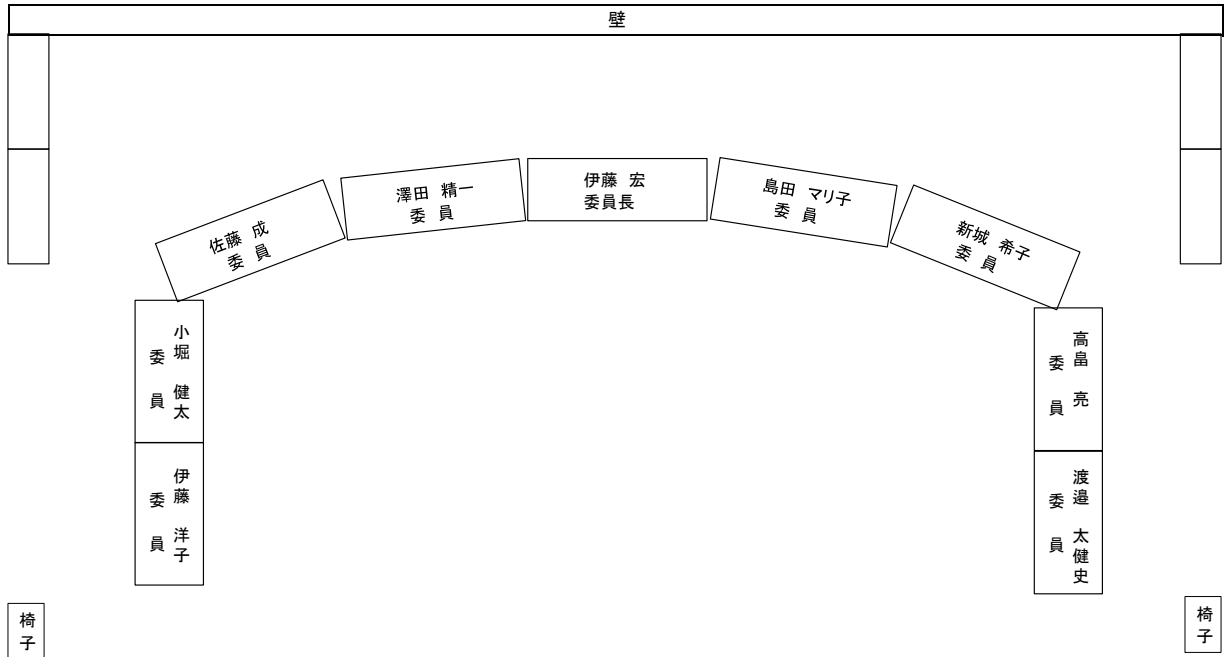 壁
伊藤 宏
委員長
澤田 精一
委 員
島田 マリ子
委 員
佐藤 成
委 員
新城 希子
委 員
小堀 健太
委 員
高畠 亮
委 員
伊藤 洋子
委 員
渡邉 太健史
委 員
椅子
椅子